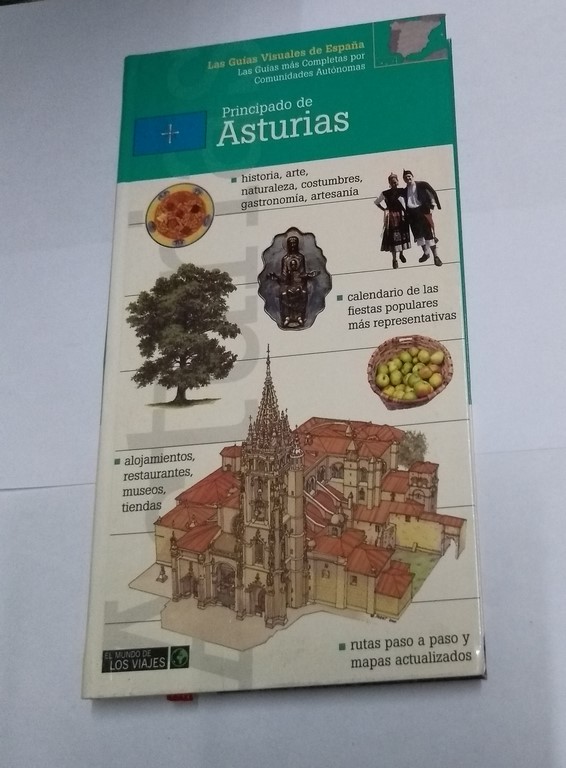 Las Guías Visuales de España
Las Guías más Completas por
Comunidades Autónomas
Principado de
Asturias
historia, arte,
naturaleza, costumbres,
gastronomía, artesanía
calendario de las
fiestas populares
más representativas
alojamientos,
restaurantes,
museos,
tiendas
rutas paso a paso y
mapas actualizados
EL MUNDO DE
LOS VIAJES
Asturias